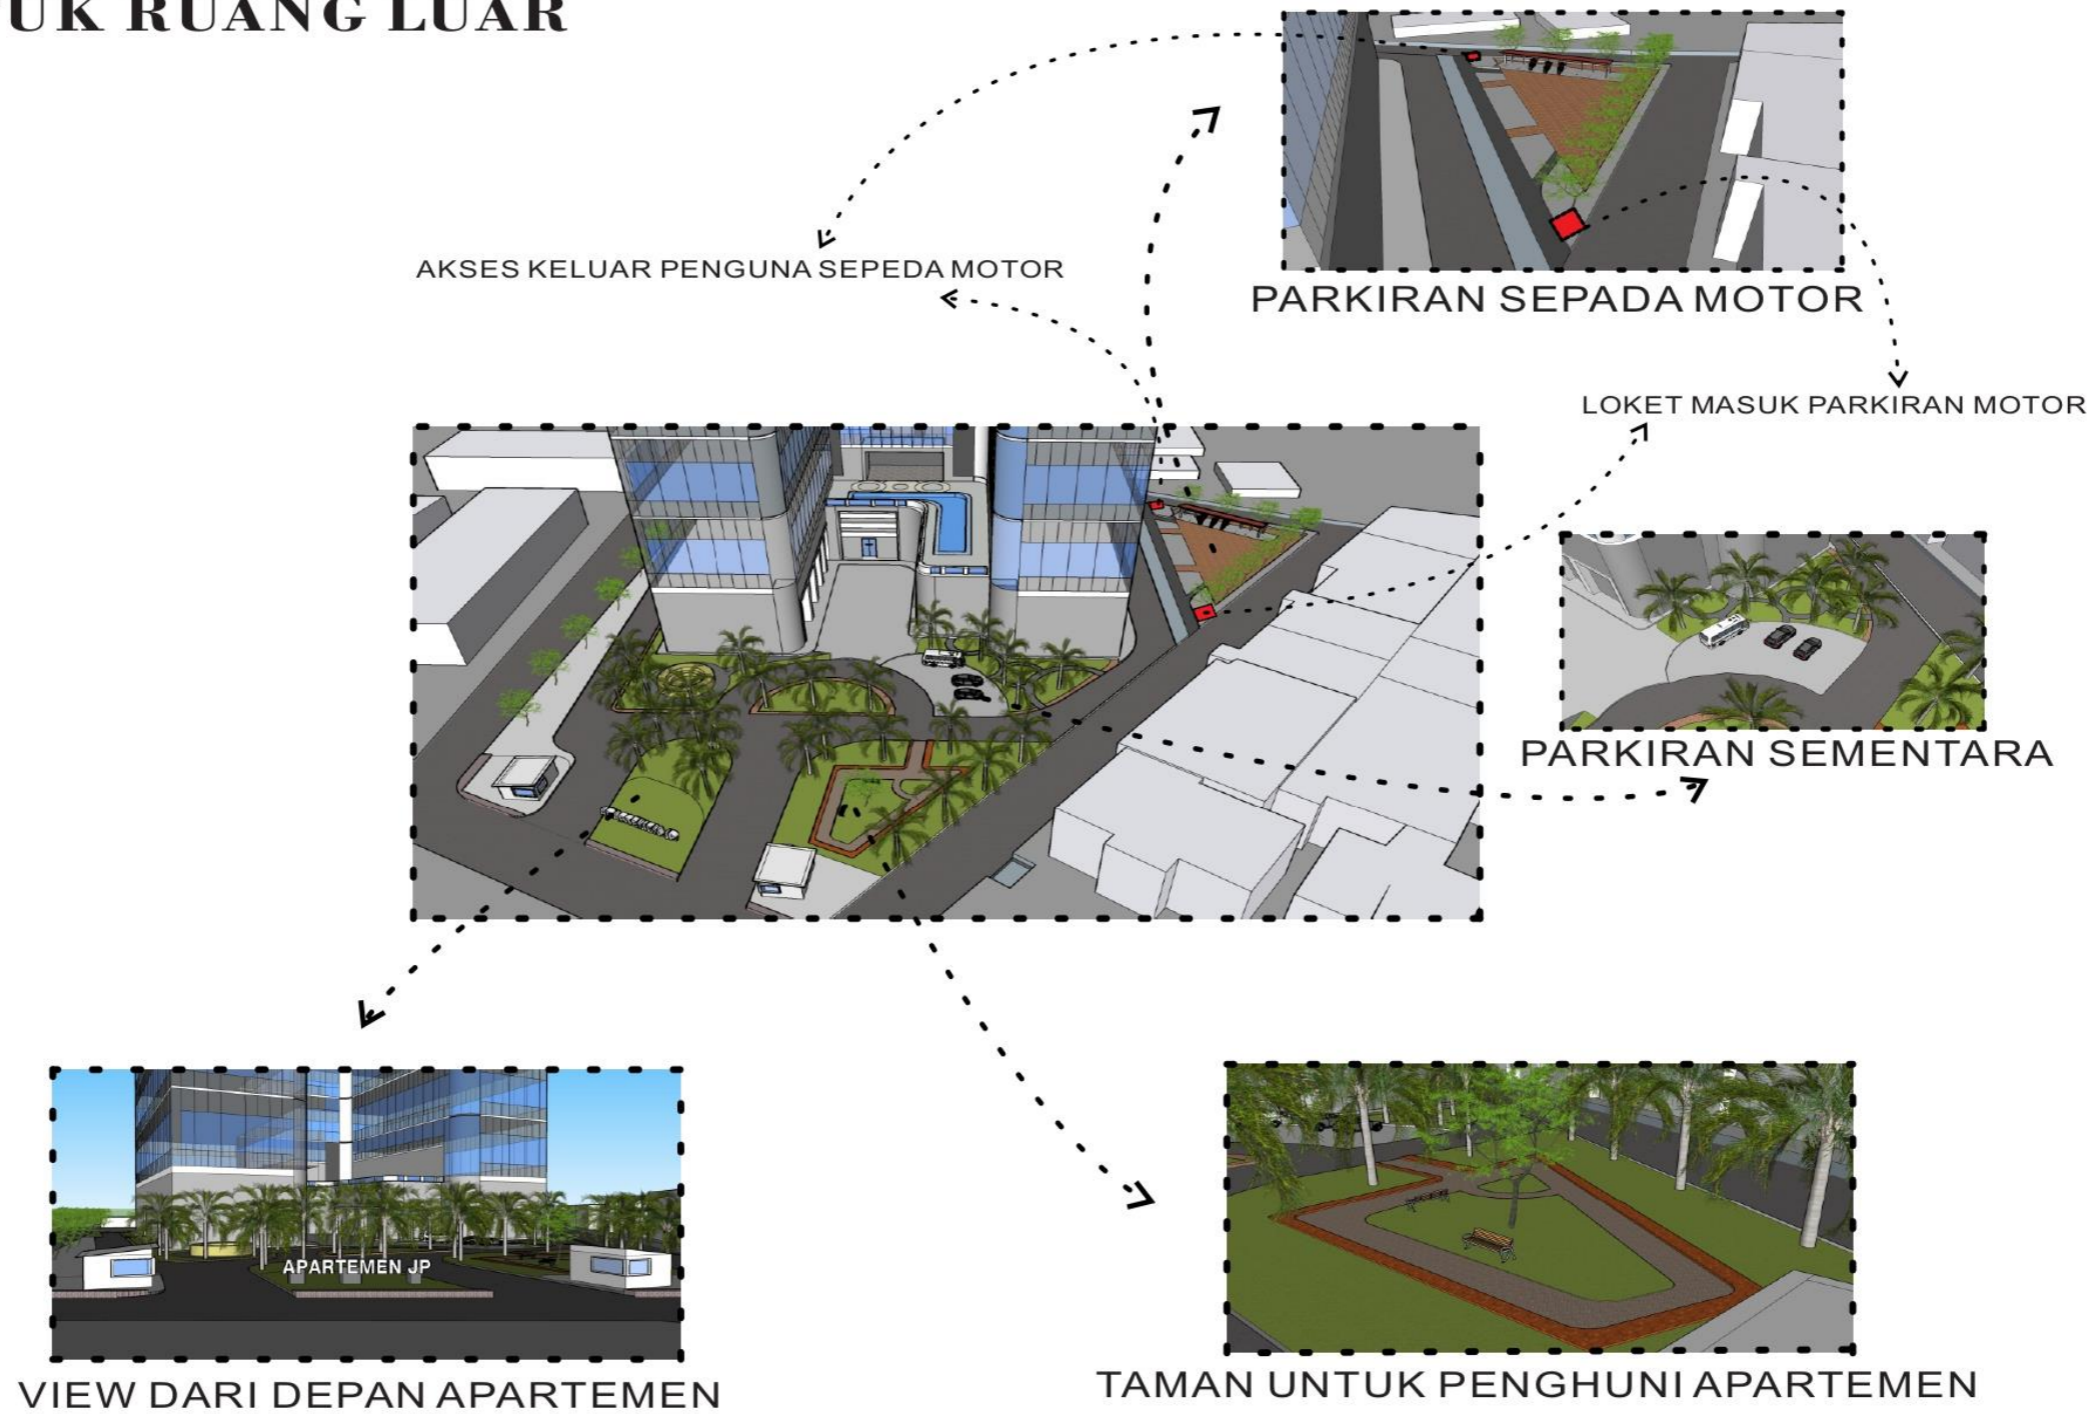 UK RUANG LUAR
AKSES KELUAR PENGUNA SEPEDA MOTOR
PARKIRAN SEPADA MOTOR
LOKET MASUK PARKIRAN MOTOR
PARKIRAN SEMENTARA
APARTEMEN JP
VIEW DARI DEPAN APARTEMEN
TAMAN UNTUK PENGHUNI APARTEMEN